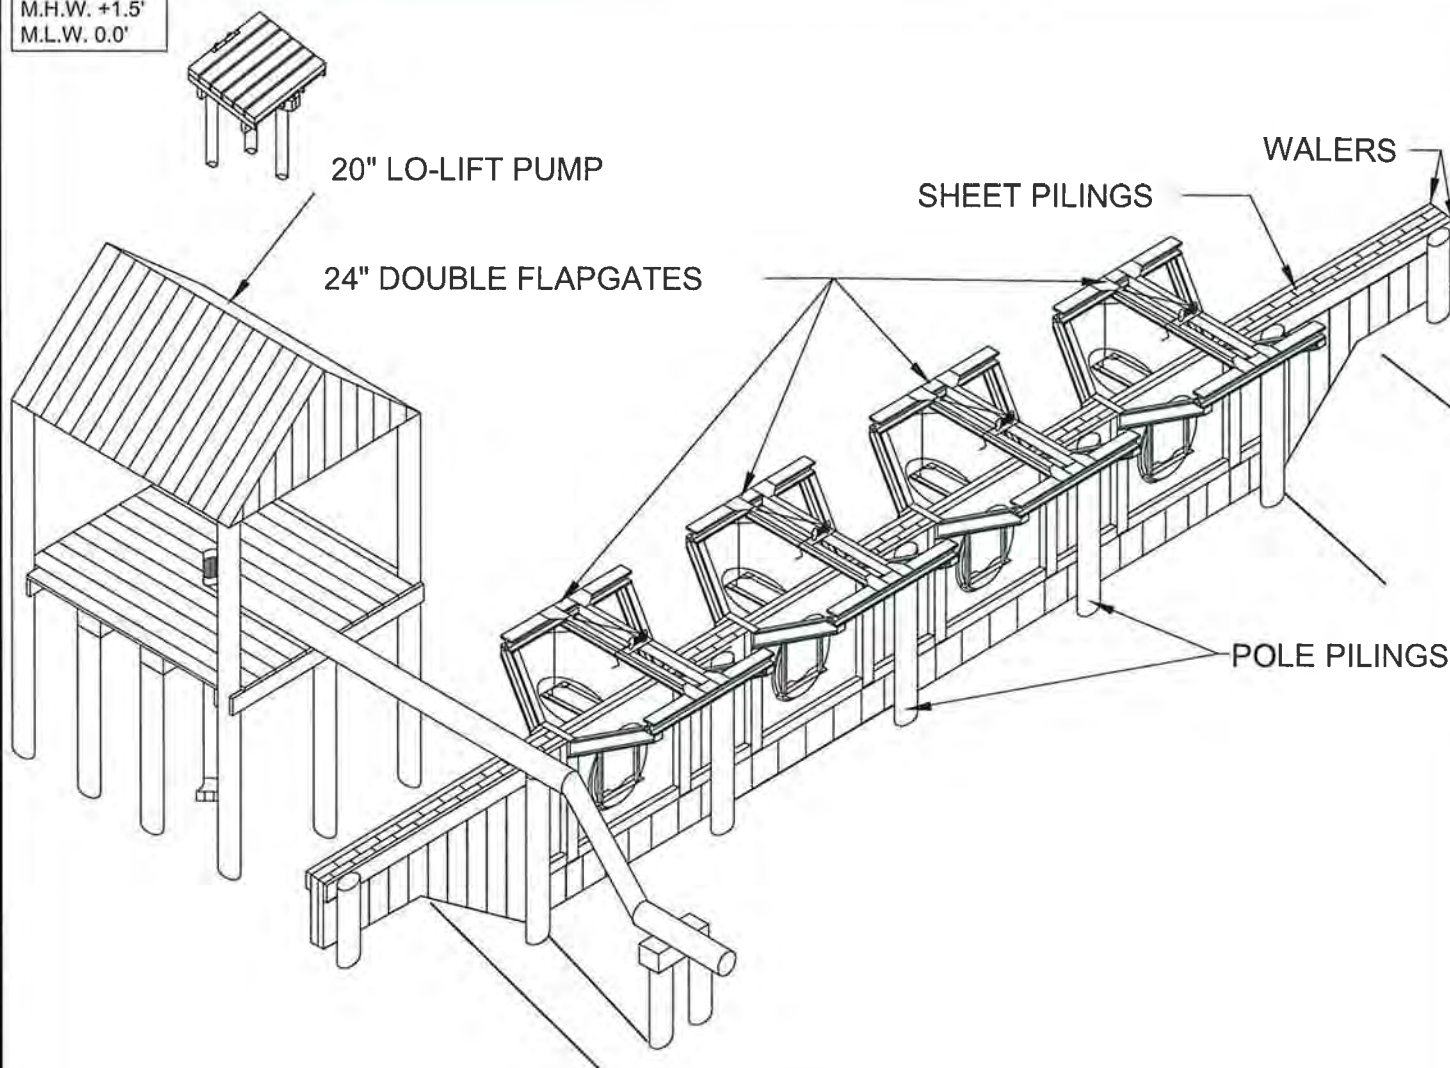 M.H.W. +1.5'
M.L.W. 0.0'
20" LO-LIFT PUMP
WALERS
SHEET PILINGS
24" DOUBLE FLAPGATES
POLE PILINGS